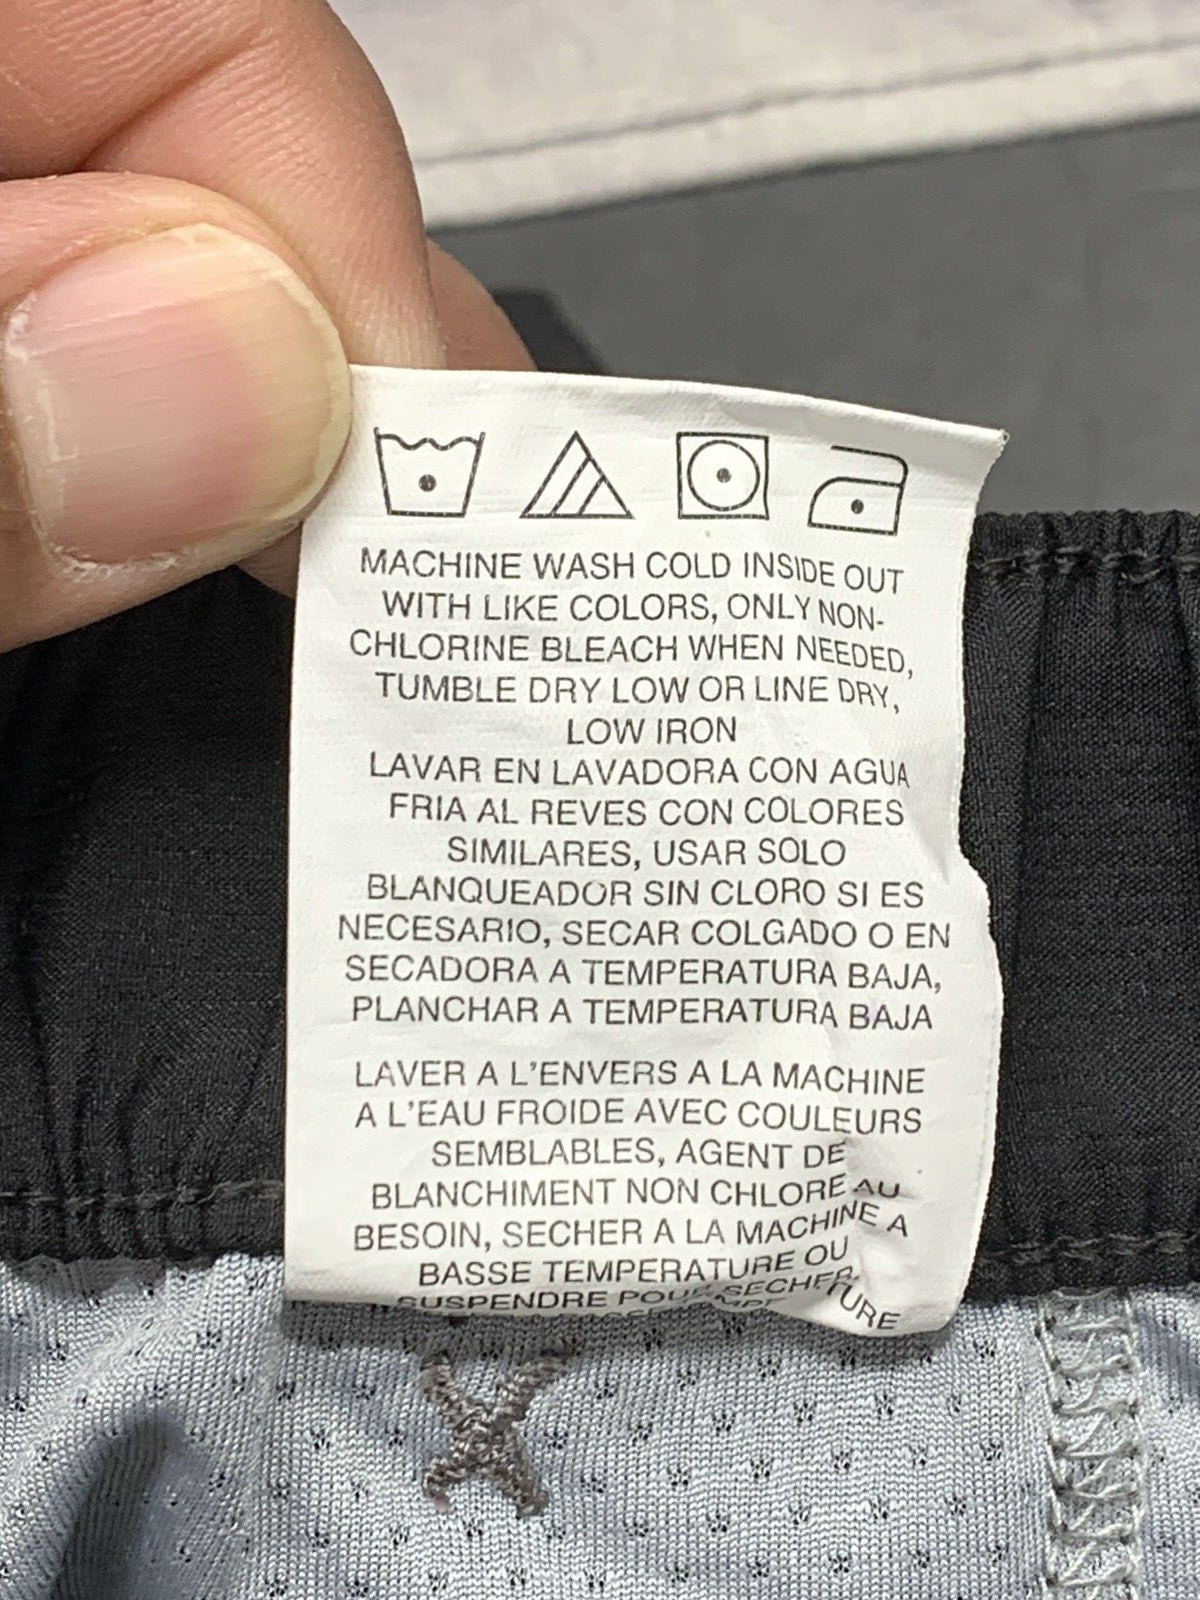 MACHINE WASH COLD INSIDE OUT
WITH LIKE COLORS, ONLY NON-
CHLORINE BLEACH WHEN NEEDED,
TUMBLE DRY LOW OR LINE DRY,
LOW IRON
LAVAR EN LAVADORA CON AGUA
FRIA AL REVES CON COLORES
SIMILARES, USAR SOLO
BLANQUEADOR SIN CLORO SI ES
NECESARIO, SECAR COLGADO O EN
SECADORA A TEMPERATURA BAJA,
PLANCHAR A TEMPERATURA BAJA
LAVER A L'ENVERS A LA MACHINE
A L'EAU FROIDE AVEC COULEURS
SEMBLABLES, AGENT DE
BLANCHIMENT NON CHLORE AU
BESOIN, SECHER A LA MACHINE A
BASSE TEMPERATURE OU
SUSPENDRE POUR SECHER,